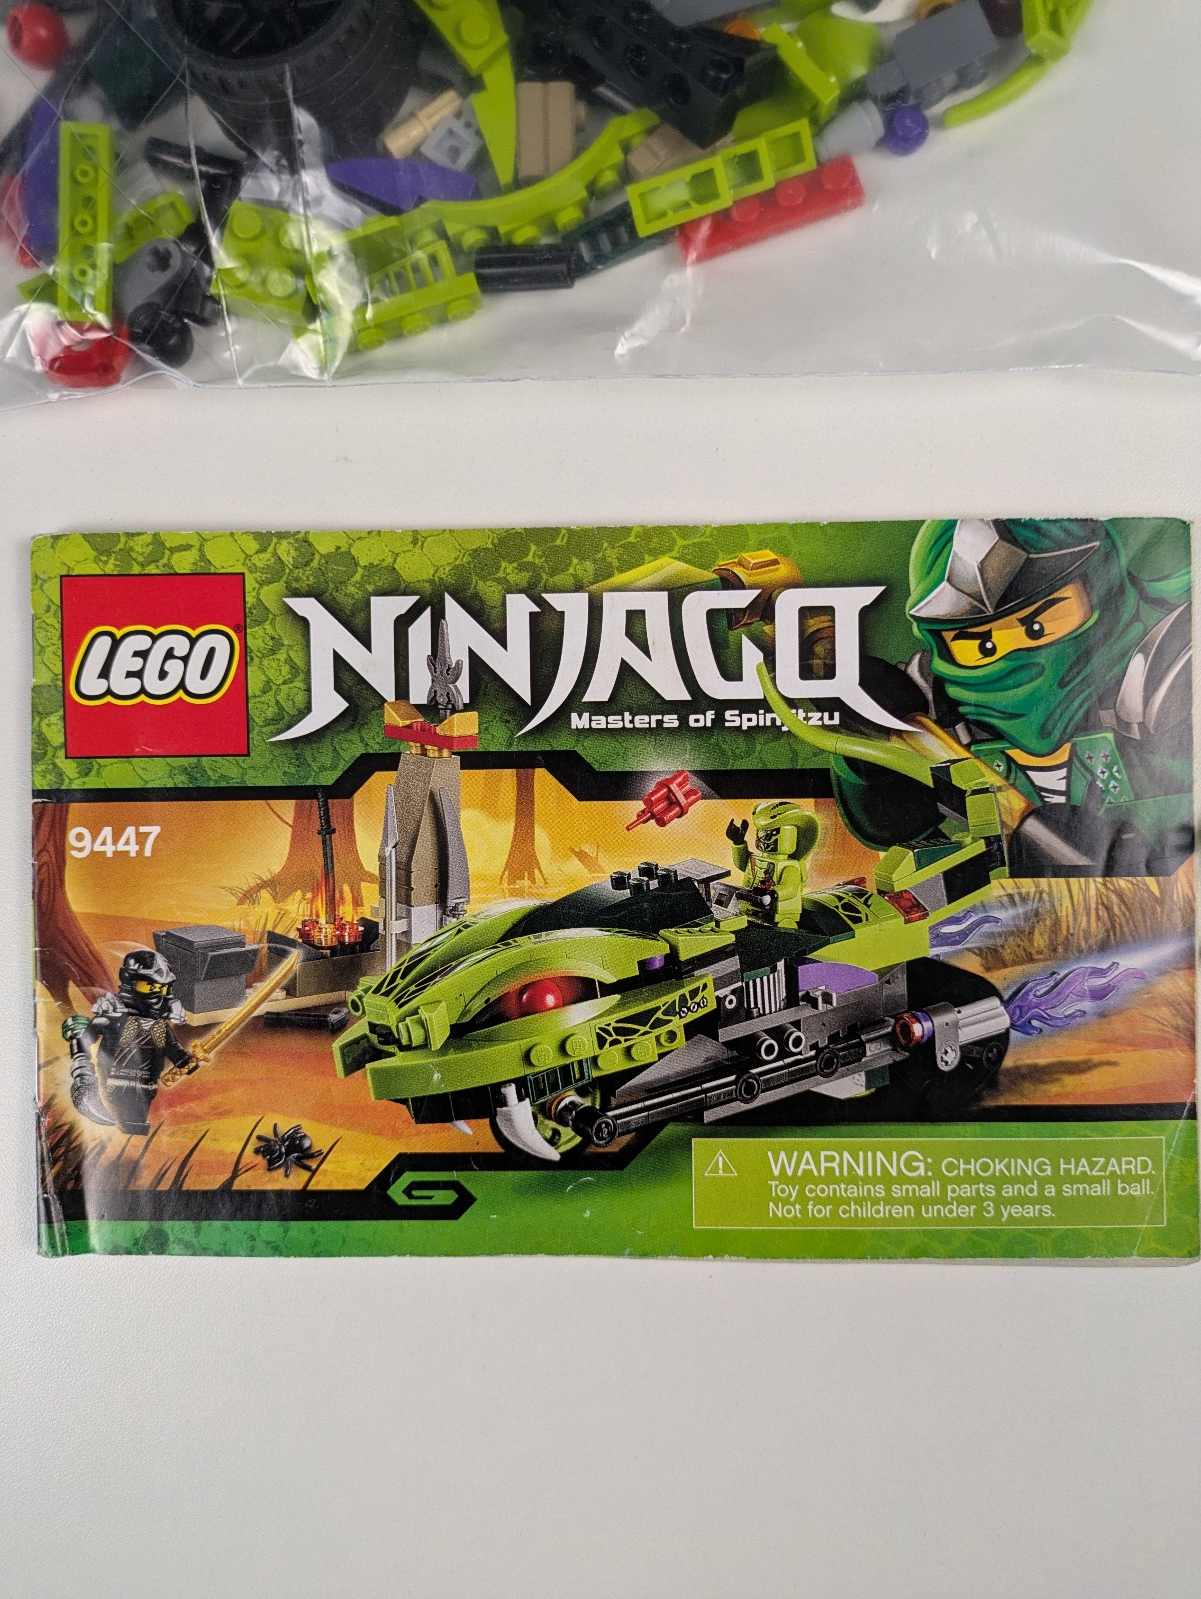 LEGO®
NINJAGO
Masters of Spinjitzu
9447
WARNING: CHOKING HAZARD.
Toy contains small parts and a small ball.
Not for children under 3 years.